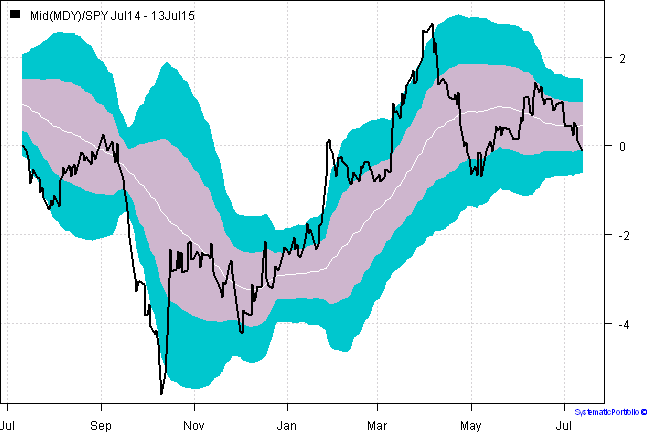 Mid(MDY)/SPY Jul14 - 13Jul15
2
0
-2
-4
SystematicPortfolio ©
Jul Sep Nov Jan Mar May Jul